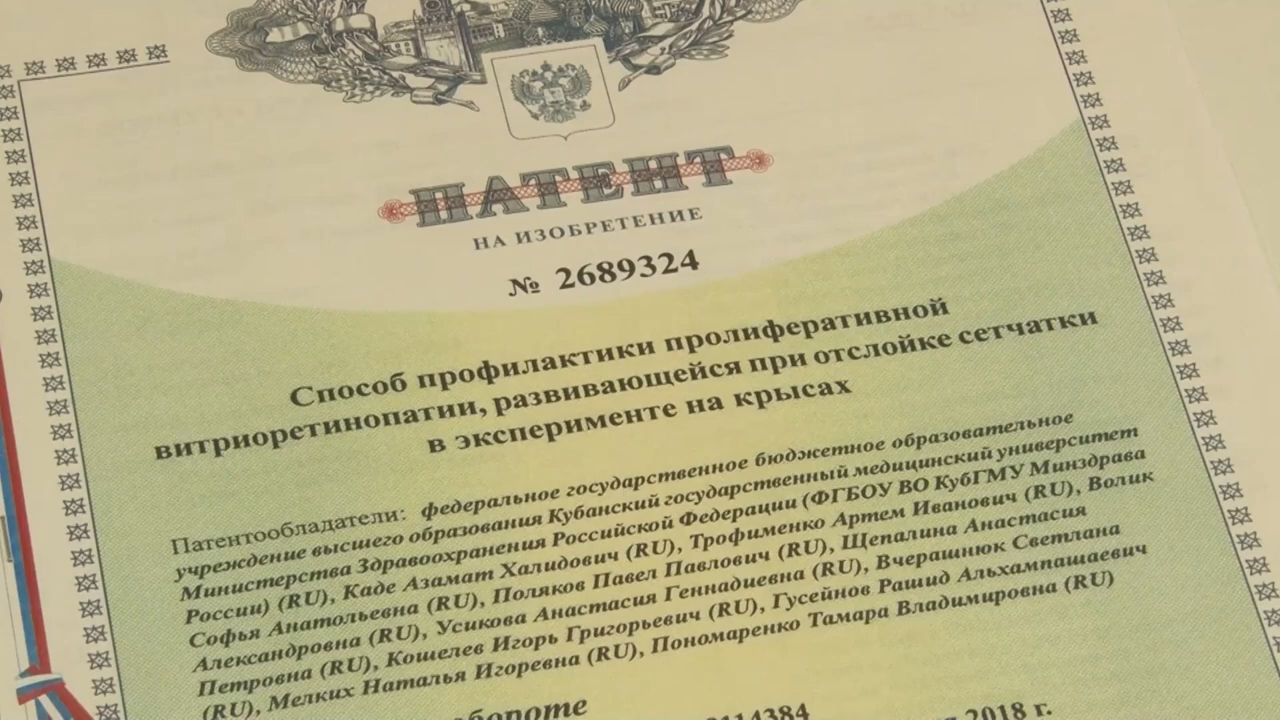 ПАТЕНТ
НА ИЗОБРЕТЕНИЕ
№ 2689324
Способ профилактики пролиферативной
витриоретинопатии, развивающейся при отслойке сетчатки
в эксперименте на крысах
Патентообладатели: федеральное государственное бюджетное образовательное
учреждение высшего образования Кубанский государственный медицинский университет
Министерства Здравоохранения Российской Федерации (ФГБОУ ВО КубГМУ Минздрава
России) (RU), Каде Азамат Халидович (RU), Трофименко Артем Иванович (RU), Волик
Софья Анатольевна (RU), Поляков Павел Павлович (RU), Щепалина Анастасия
Александровна (RU), Усикова Анастасия Геннадиевна (RU), Вчерашнюк Светлана
Петровна (RU), Кошелев Игорь Григорьевич (RU), Гусейнов Рашид Альхампашаевич
(RU), Мелких Наталья Игоревна (RU), Пономаренко Тамара Владимировна (RU)
обороте
2018 г.